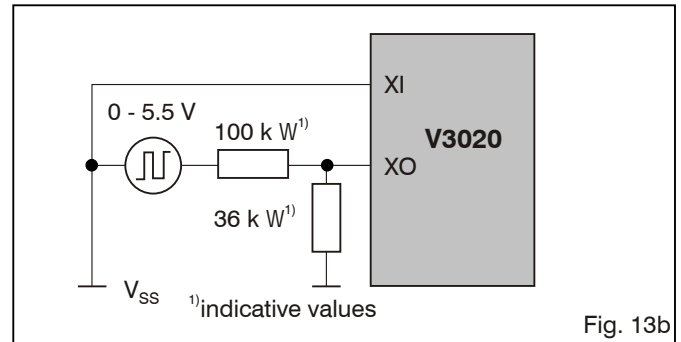 XI
0 - 5.5 V
100 k W¹⁾
V3020
XO
36 k W¹⁾
VSS
¹⁾indicative values
Fig. 13b